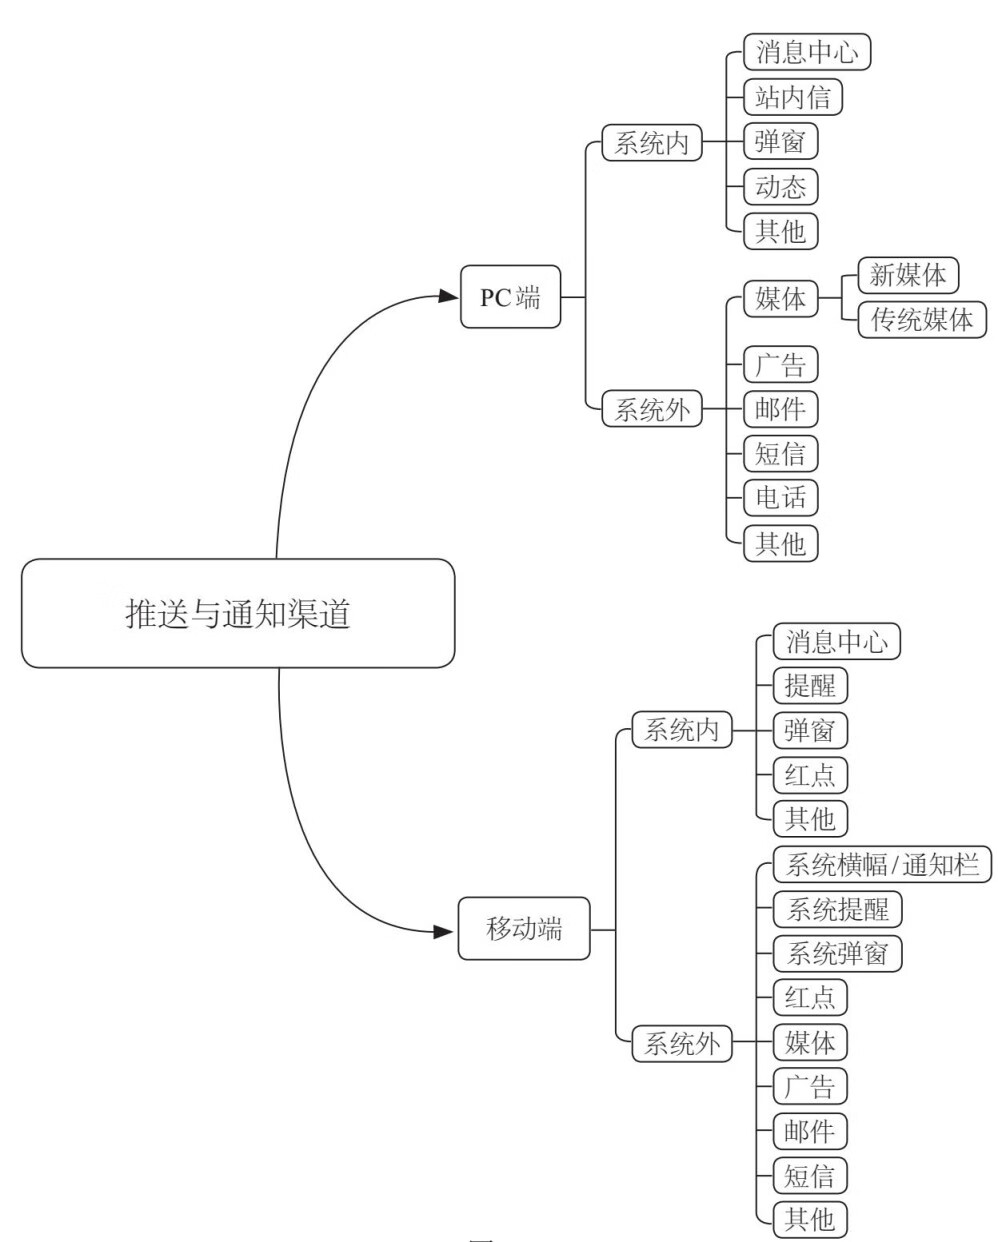 推送与通知渠道
PC端
系统内
消息中心
站内信
弹窗
动态
其他
系统外
媒体
新媒体
传统媒体
广告
邮件
短信
电话
其他
移动端
系统内
消息中心
提醒
弹窗
红点
其他
系统外
系统横幅/通知栏
系统提醒
系统弹窗
红点
媒体
广告
邮件
短信
其他